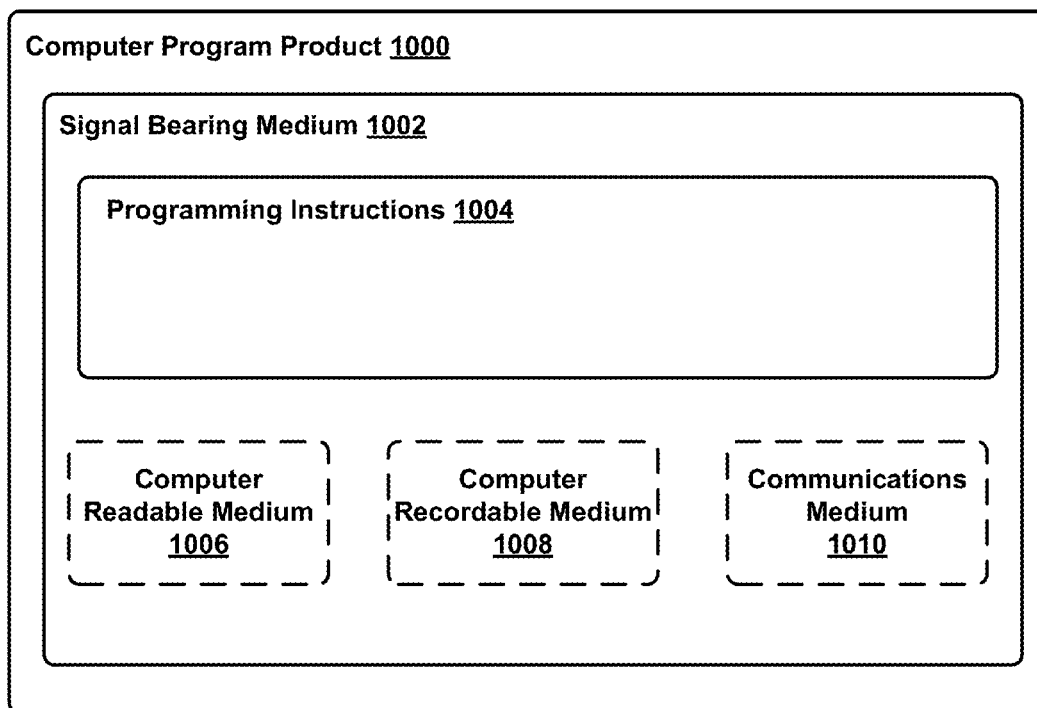 Computer Program Product 1000
Signal Bearing Medium 1002
Programming Instructions 1004
Computer
Readable Medium
1006
Computer
Recordable Medium
1008
Communications
Medium
1010